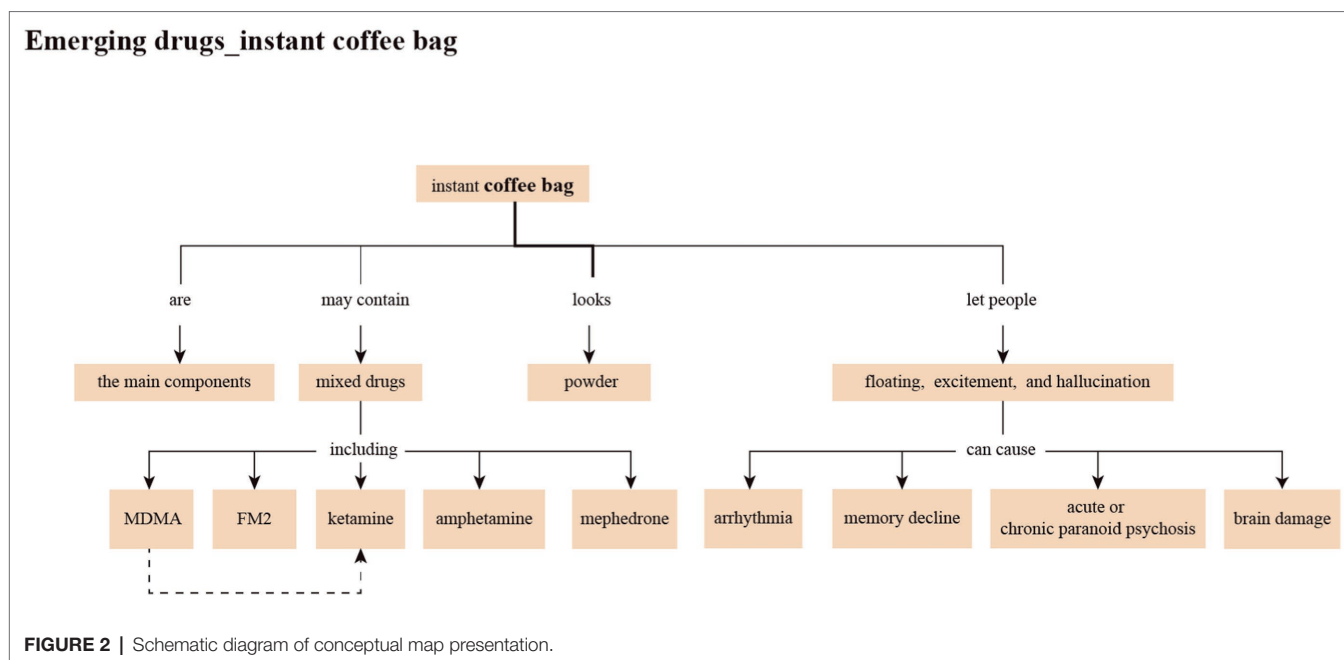 Emerging drugs_instant coffee bag
instant coffee bag
are may contain looks let people
the main components mixed drugs powder floating, excitement, and hallucination
including can cause
MDMA FM2 ketamine amphetamine mephedrone arrhythmia memory decline acute or
chronic paranoid psychosis brain damage
FIGURE 2 | Schematic diagram of conceptual map presentation.